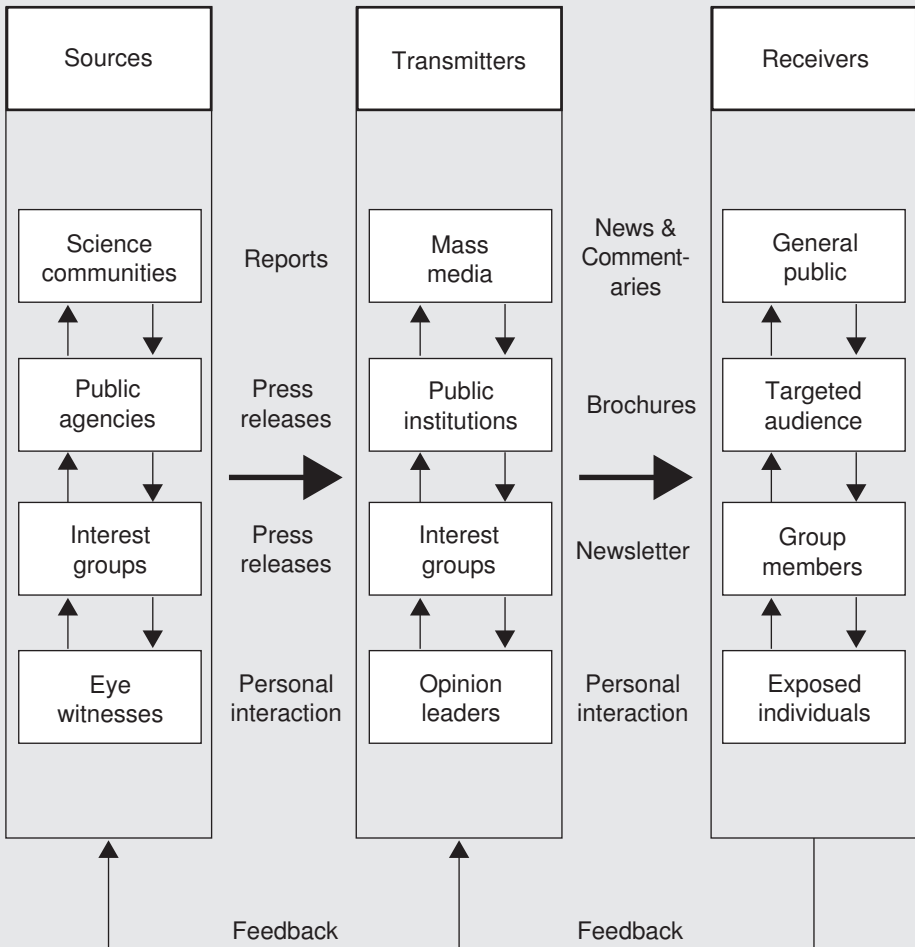 Sources
Transmitters
Receivers
Science
communities
Reports
Mass
media
News &
Comment-
aries
General
public
Public
agencies
Press
releases
Public
institutions
Brochures
Targeted
audience
Interest
groups
Press
releases
Interest
groups
Newsletter
Group
members
Eye
witnesses
Personal
interaction
Opinion
leaders
Personal
interaction
Exposed
individuals
Feedback
Feedback